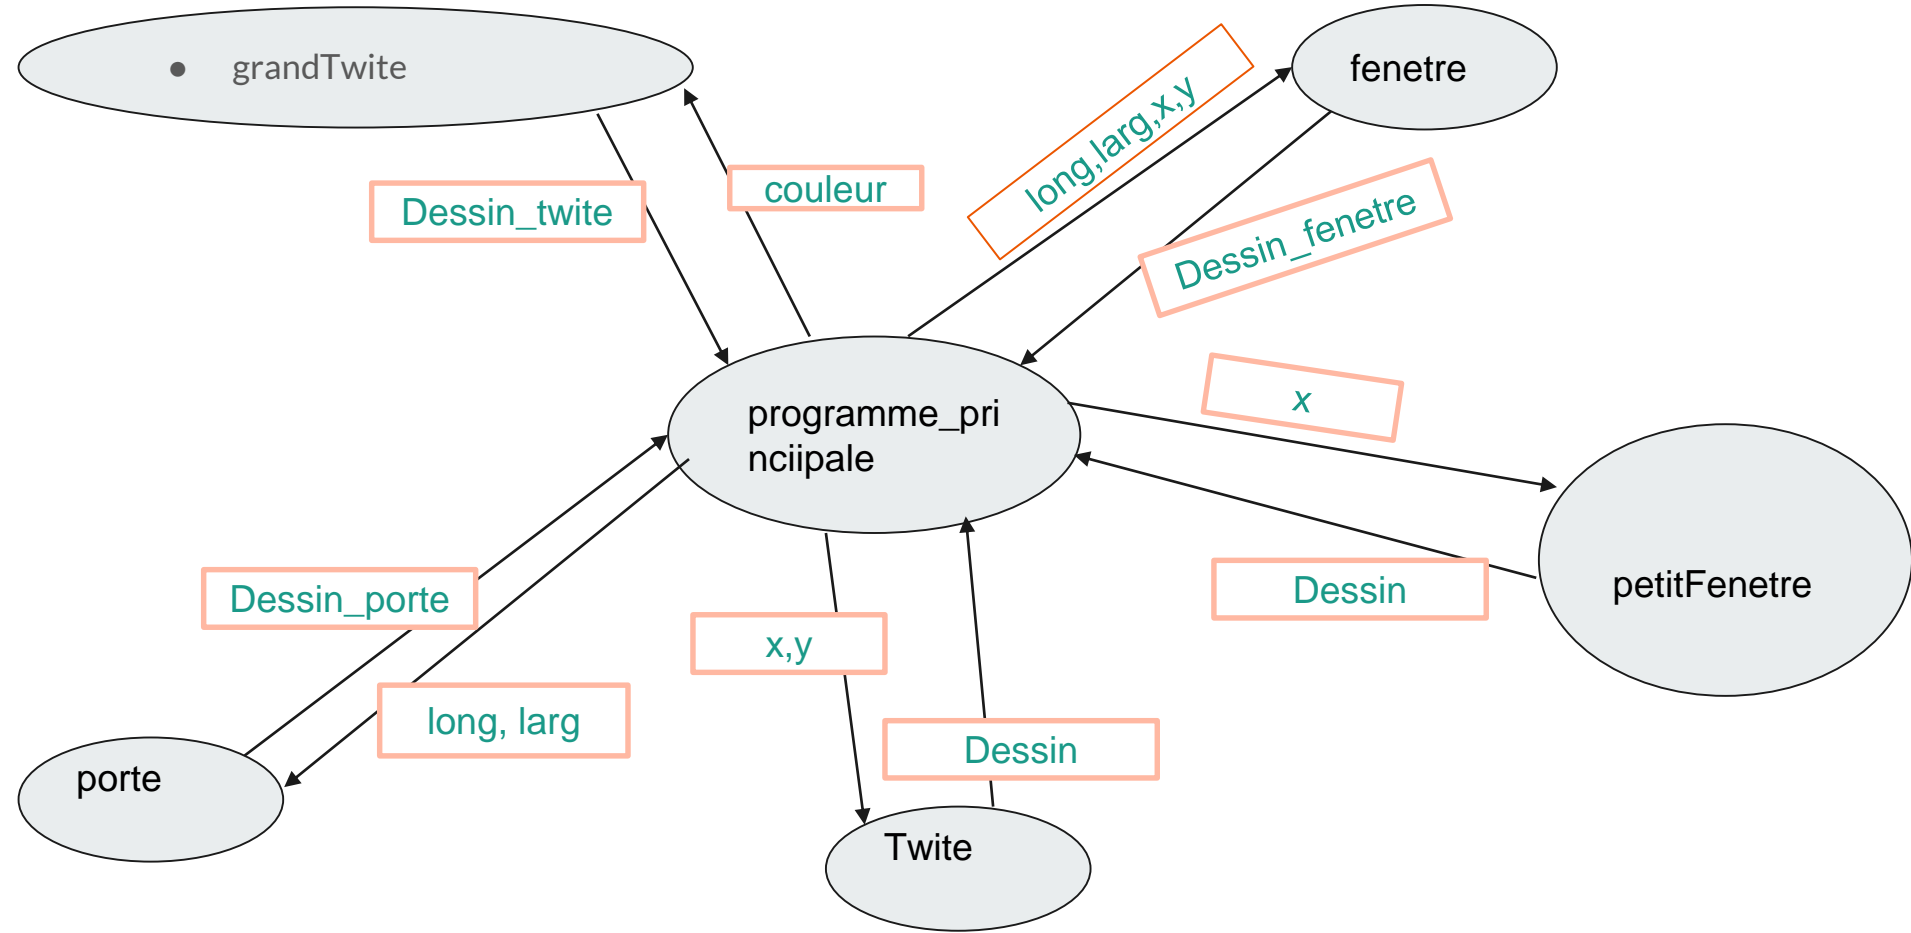 ● grandTwite
fenetre
long,larg,x,y
couleur
Dessin_twite
Dessin_fenetre
x
programme_pri
nciipale
Dessin_porte
Dessin
petitFenetre
x,y
long, larg
Dessin
porte
Twite